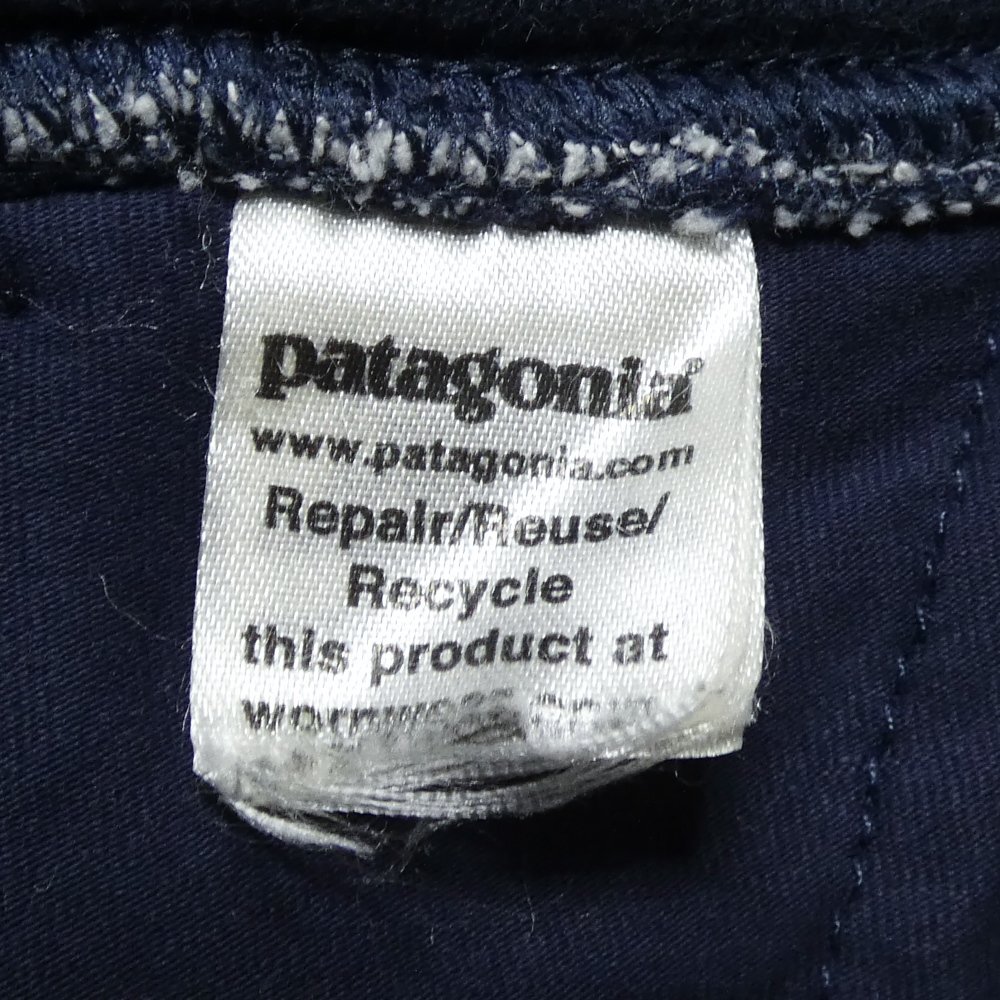 patagonia®
www.patagonia.com
Repair/Reuse/
Recycle
this product at